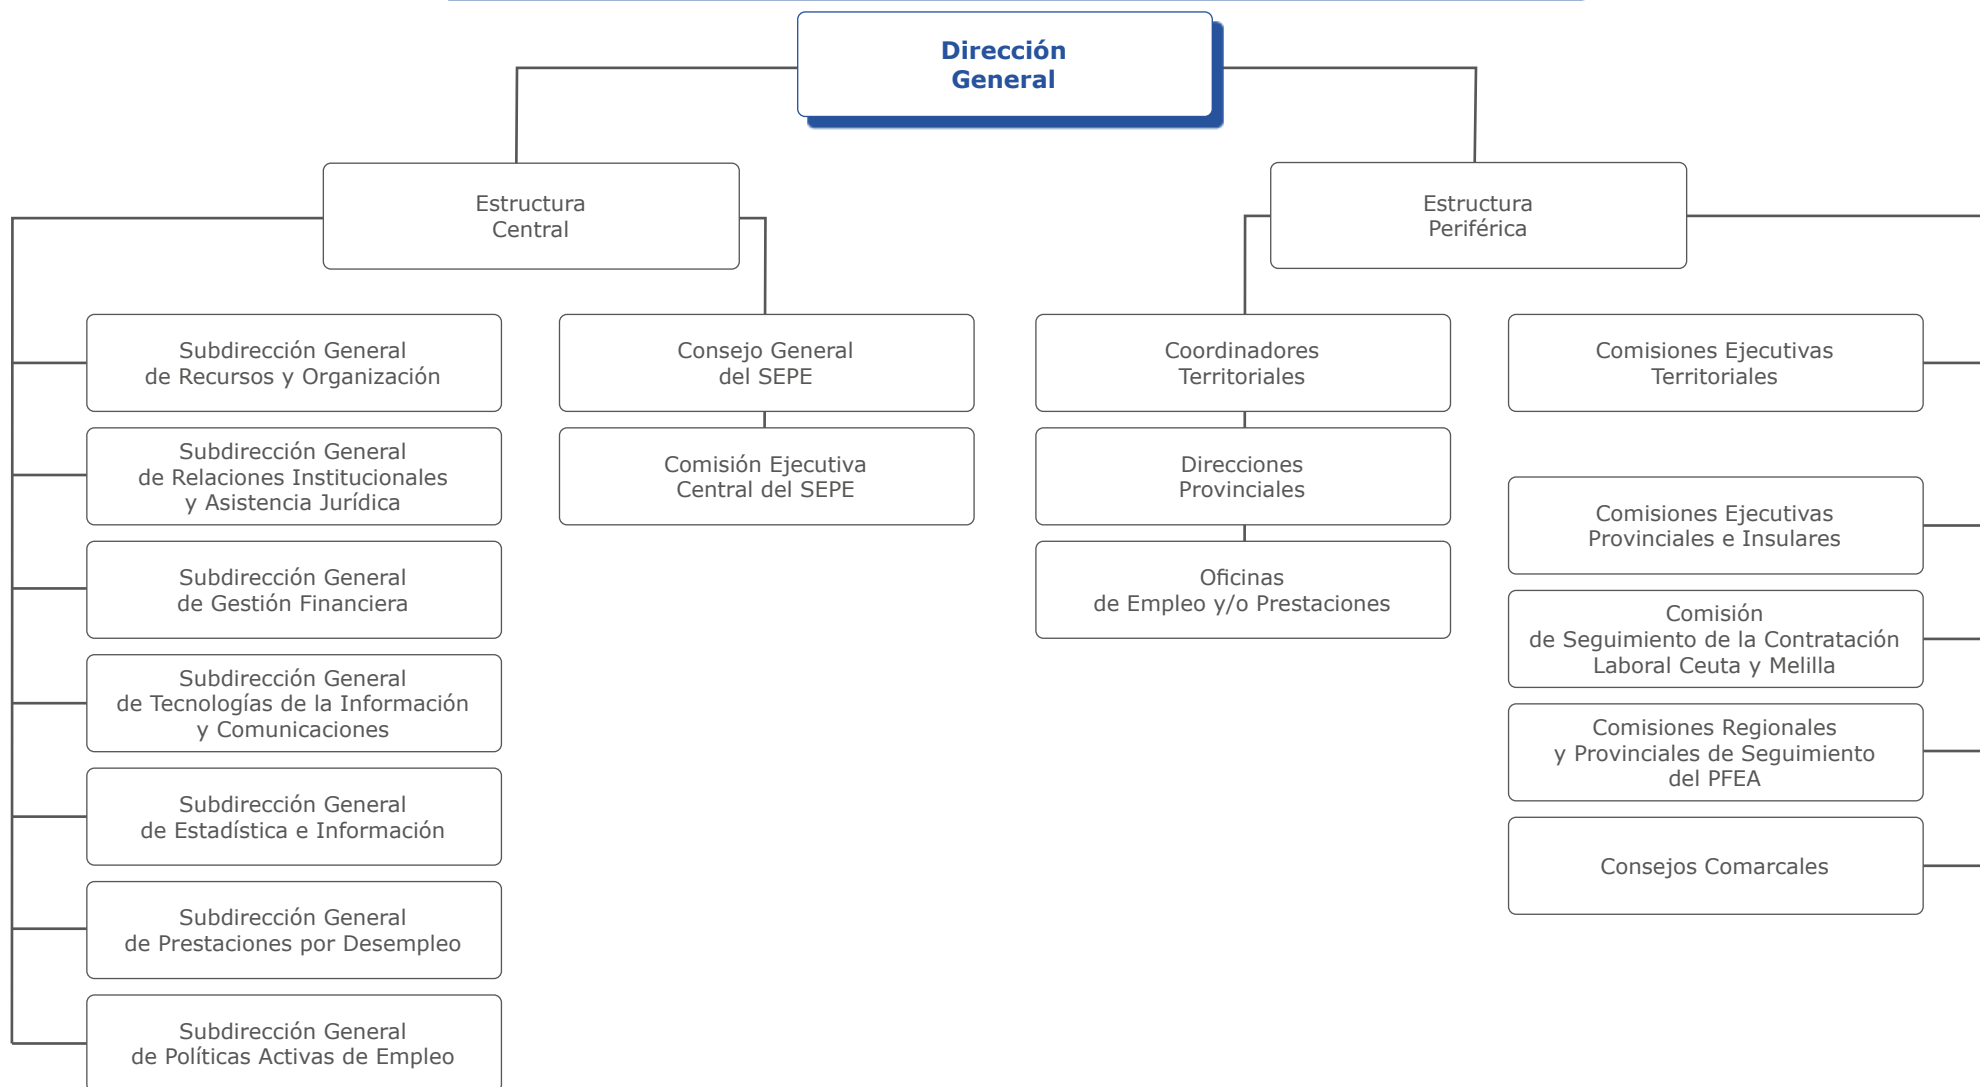 Dirección
General
Estructura
Central
Estructura
Periférica
Subdirección General
de Recursos y Organización
Subdirección General
de Relaciones Institucionales
y Asistencia Jurídica
Subdirección General
de Gestión Financiera
Subdirección General
de Tecnologías de la Información
y Comunicaciones
Subdirección General
de Estadística e Información
Subdirección General
de Prestaciones por Desempleo
Subdirección General
de Políticas Activas de Empleo
Consejo General
del SEPE
Comisión Ejecutiva
Central del SEPE
Coordinadores
Territoriales
Direcciones
Provinciales
Oficinas
de Empleo y/o Prestaciones
Comisiones Ejecutivas
Territoriales
Comisiones Ejecutivas
Provinciales e Insulares
Comisión
de Seguimiento de la Contratación
Laboral Ceuta y Melilla
Comisiones Regionales
y Provinciales de Seguimiento
del PFEA
Consejos Comarcales